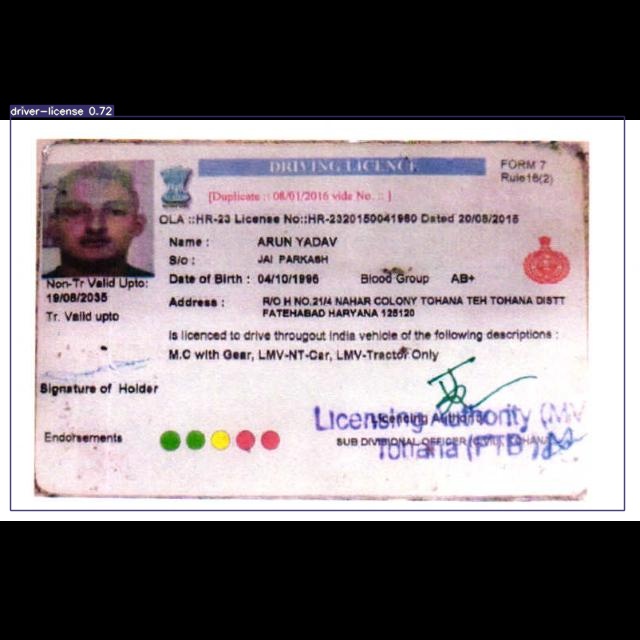 driver-license 0.72
DRIVING LICENCE
FORM 7
Rule16(2)
[Duplicate :: 08/01/2016 vide No. :: ]
OLA ::HR-23 License No::HR-2320150041980 Dated 20/08/2015
Name : ARUN YADAV
S/o : JAI PARKASH
Date of Birth : 04/10/1996 Blood Group AB+
Non-Tr Valid Upto:
19/08/2035
Tr. Valid upto
Address : R/O H NO.21/4 NAHAR COLONY TOHANA TEH TOHANA DISTT
FATEHABAD HARYANA 125120
Is licenced to drive througout India vehicle of the following descriptions :
M.C with Gear, LMV-NT-Car, LMV-Tractor Only
Signature of Holder
Licensing Authority (MV
Licensing Authority
Endorsements
SUB DIVISIONAL OFFICER (CIVIL), TOHANA
Tohana (FTB)